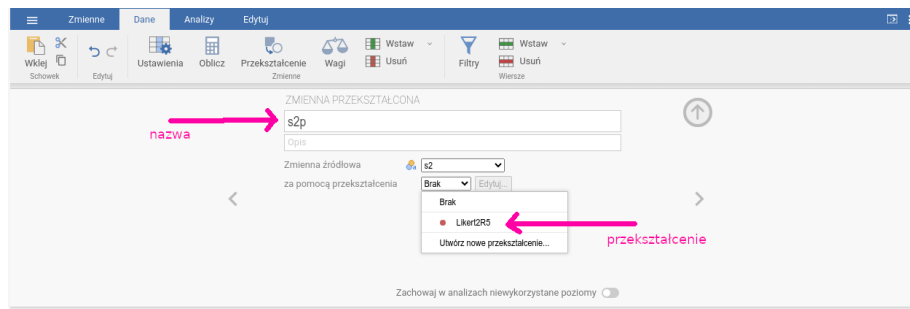 Zmienne Dane Analizy Edytuj
Wklej Ustawienia Oblicz Przekształcenie Wagi Wstaw Usuń Filtry Wstaw Usuń
Schowek Edytuj Zmienne Wiersze
ZMIENNA PRZEKSZTAŁCONA
s2p
nazwa
Opis
Zmienna źródłowa s2
za pomocą przekształcenia Brak Edytuj...
Brak
Likert2R5
przekształcenie
Utwórz nowe przekształcenie...
Zachowaj w analizach niewykorzystane poziomy